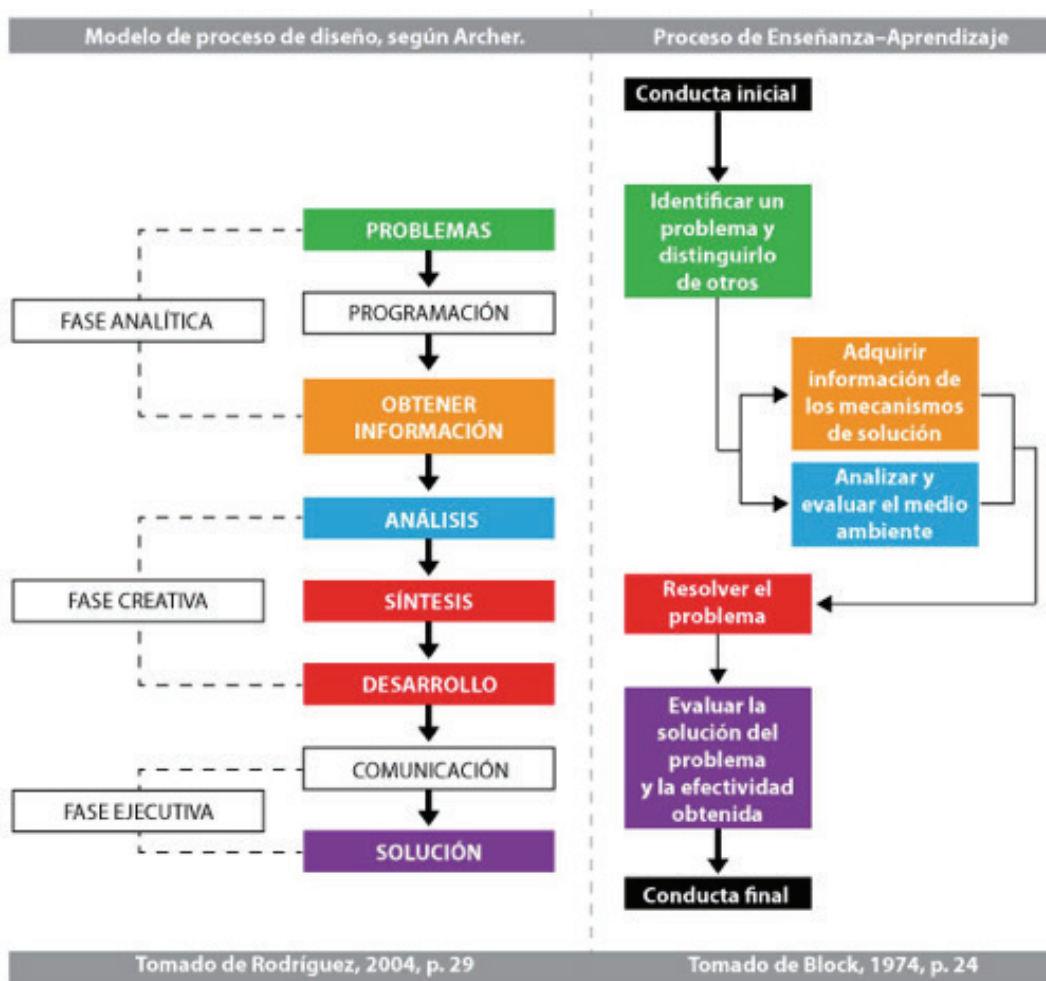 Modelo de proceso de diseño, según Archer.
PROBLEMAS
PROGRAMACIÓN
FASE ANALÍTICA
OBTENER
INFORMACIÓN
ANÁLISIS
FASE CREATIVA
SÍNTESIS
DESARROLLO
COMUNICACIÓN
FASE EJECUTIVA
SOLUCIÓN
Tomado de Rodríguez, 2004, p. 29
Proceso de Enseñanza–Aprendizaje
Conducta inicial
Identificar un
problema y
distinguirlo
de otros
Adquirir
información de
los mecanismos
de solución
Analizar y
evaluar el medio
ambiente
Resolver el
problema
Evaluar la
solución del
problema
y la efectividad
obtenida
Conducta final
Tomado de Block, 1974, p. 24